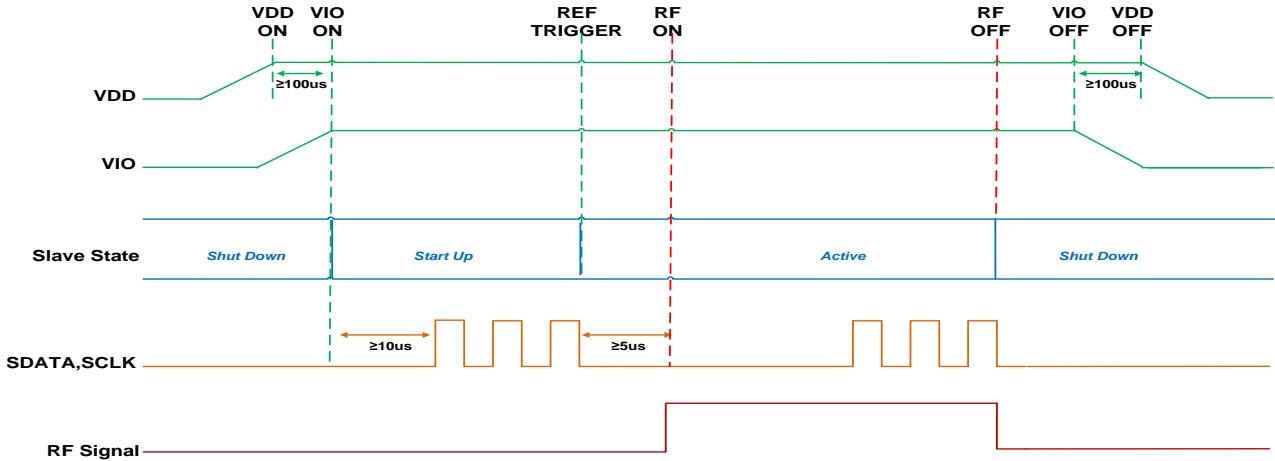 VDD ON
VIO ON
REF TRIGGER
RF ON
RF OFF
VIO OFF
VDD OFF
≥100us
≥100us
VDD
VIO
Slave State
Shut Down
Start Up
Active
Shut Down
≥10us
≥5us
SDATA,SCLK
RF Signal